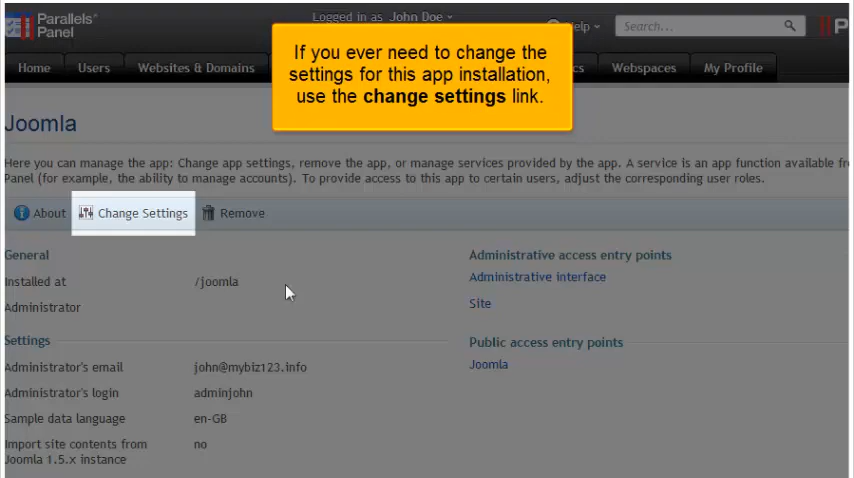 Parallels®
Panel
Logged in as John Doe
Help
Search...
P
Home Users Websites & Domains cs Webspaces My Profile
If you ever need to change the
settings for this app installation,
use the change settings link.
Joomla
Here you can manage the app: Change app settings, remove the app, or manage services provided by the app. A service is an app function available
Panel (for example, the ability to manage accounts). To provide access to this app to certain users, adjust the corresponding user roles.
About Change Settings Remove
General
Installed at /joomla
Administrator
Settings
Administrator's email john@mybiz123.info
Administrator's login adminjohn
Sample data language en-GB
Import site contents from no
Joomla 1.5.x instance
Administrative access entry points
Administrative interface
Site
Public access entry points
Joomla